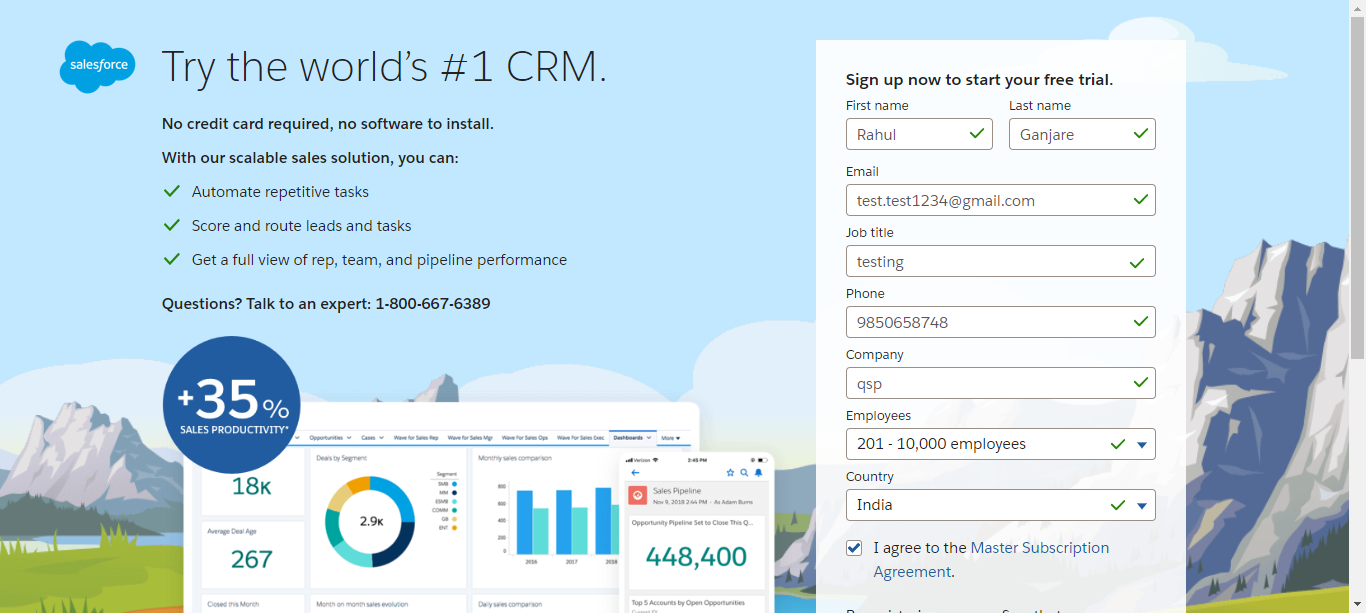 salesforce
Try the world's #1 CRM.
No credit card required, no software to install.
With our scalable sales solution, you can:
Automate repetitive tasks
Score and route leads and tasks
Get a full view of rep, team, and pipeline performance
Questions? Talk to an expert: 1-800-667-6389
+35%
SALES PRODUCTIVITY*
Opportunities Cases Wave for Sales Rep Wave for Sales Mgr Wave For Sales Ops Wave For Sales Exec Dashboards More
18K
Average Deal Age
267
Closed this Month
Deals by Segment
Segment
SMB
MM
ESMB
COMM
GB
ENT
2.9K
Month on month sales evolution
Monthly sales comparison
800
600
400
200
0
2016 2017 2018
Daily sales comparison
Verizon 2:45 PM
Sales Pipeline
Nov 9, 2018 2:44 PM - As Adam Burns
Opportunity Pipeline Set to Close This Q...
448,400
Top 5 Accounts by Open Opportunities
Sign up now to start your free trial.
First name Last name
Rahul Ganjare
Email
test.test1234@gmail.com
Job title
testing
Phone
9850658748
Company
qsp
Employees
201 - 10,000 employees
Country
India
I agree to the Master Subscription
Agreement.